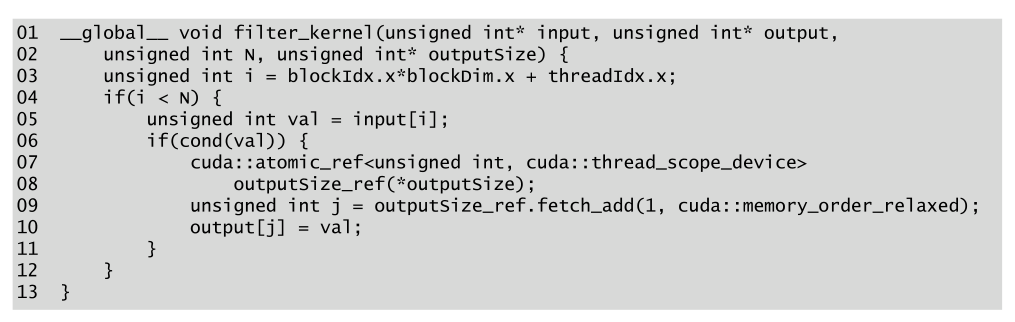 01 __global__ void filter_kernel(unsigned int* input, unsigned int* output,
02     unsigned int N, unsigned int* outputSize) {
03     unsigned int i = blockIdx.x*blockDim.x + threadIdx.x;
04     if(i < N) {
05         unsigned int val = input[i];
06         if(cond(val)) {
07             cuda::atomic_ref<unsigned int, cuda::thread_scope_device>
08                 outputSize_ref(*outputSize);
09             unsigned int j = outputSize_ref.fetch_add(1, cuda::memory_order_relaxed);
10             output[j] = val;
11         }
12     }
13 }